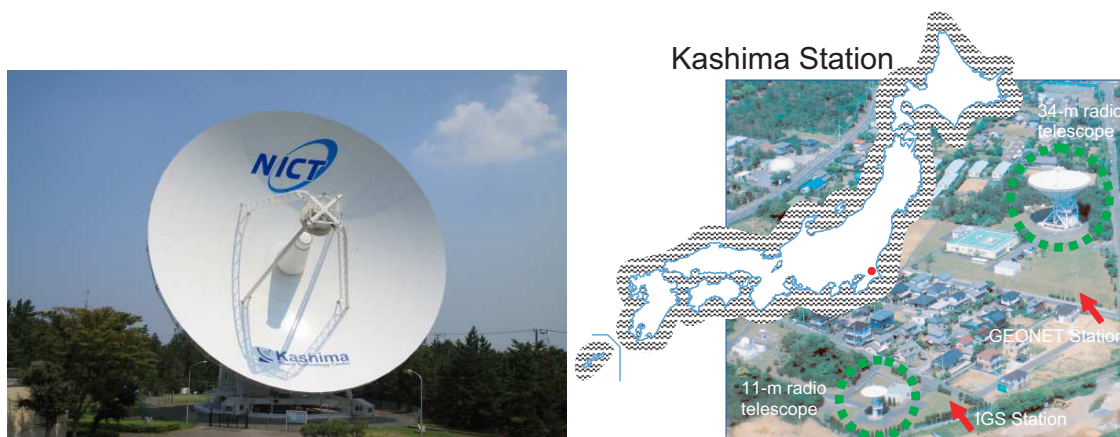 NICT
Kashima
Kashima Station
34-m radio
telescope
GEONET Station
11-m radio
telescope
IGS Station